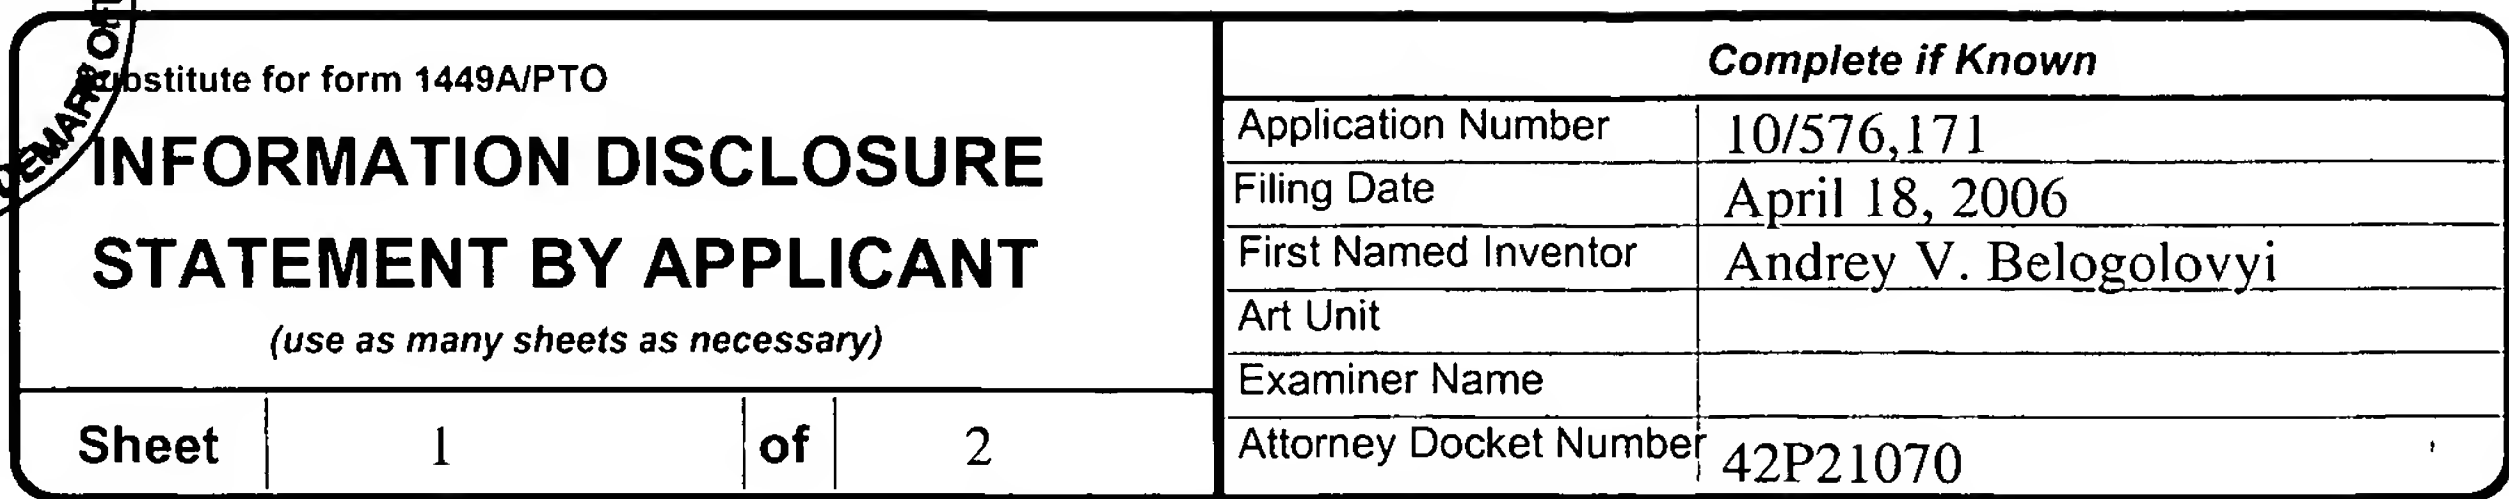 Substitute for form 1449A/PTO
INFORMATION DISCLOSURE
STATEMENT BY APPLICANT
(use as many sheets as necessary)
Sheet 1 of 2
Complete if Known
Application Number 10/576,171
Filing Date April 18, 2006
First Named Inventor Andrey V. Belogolovyi
Art Unit
Examiner Name
Attorney Docket Number 42P21070